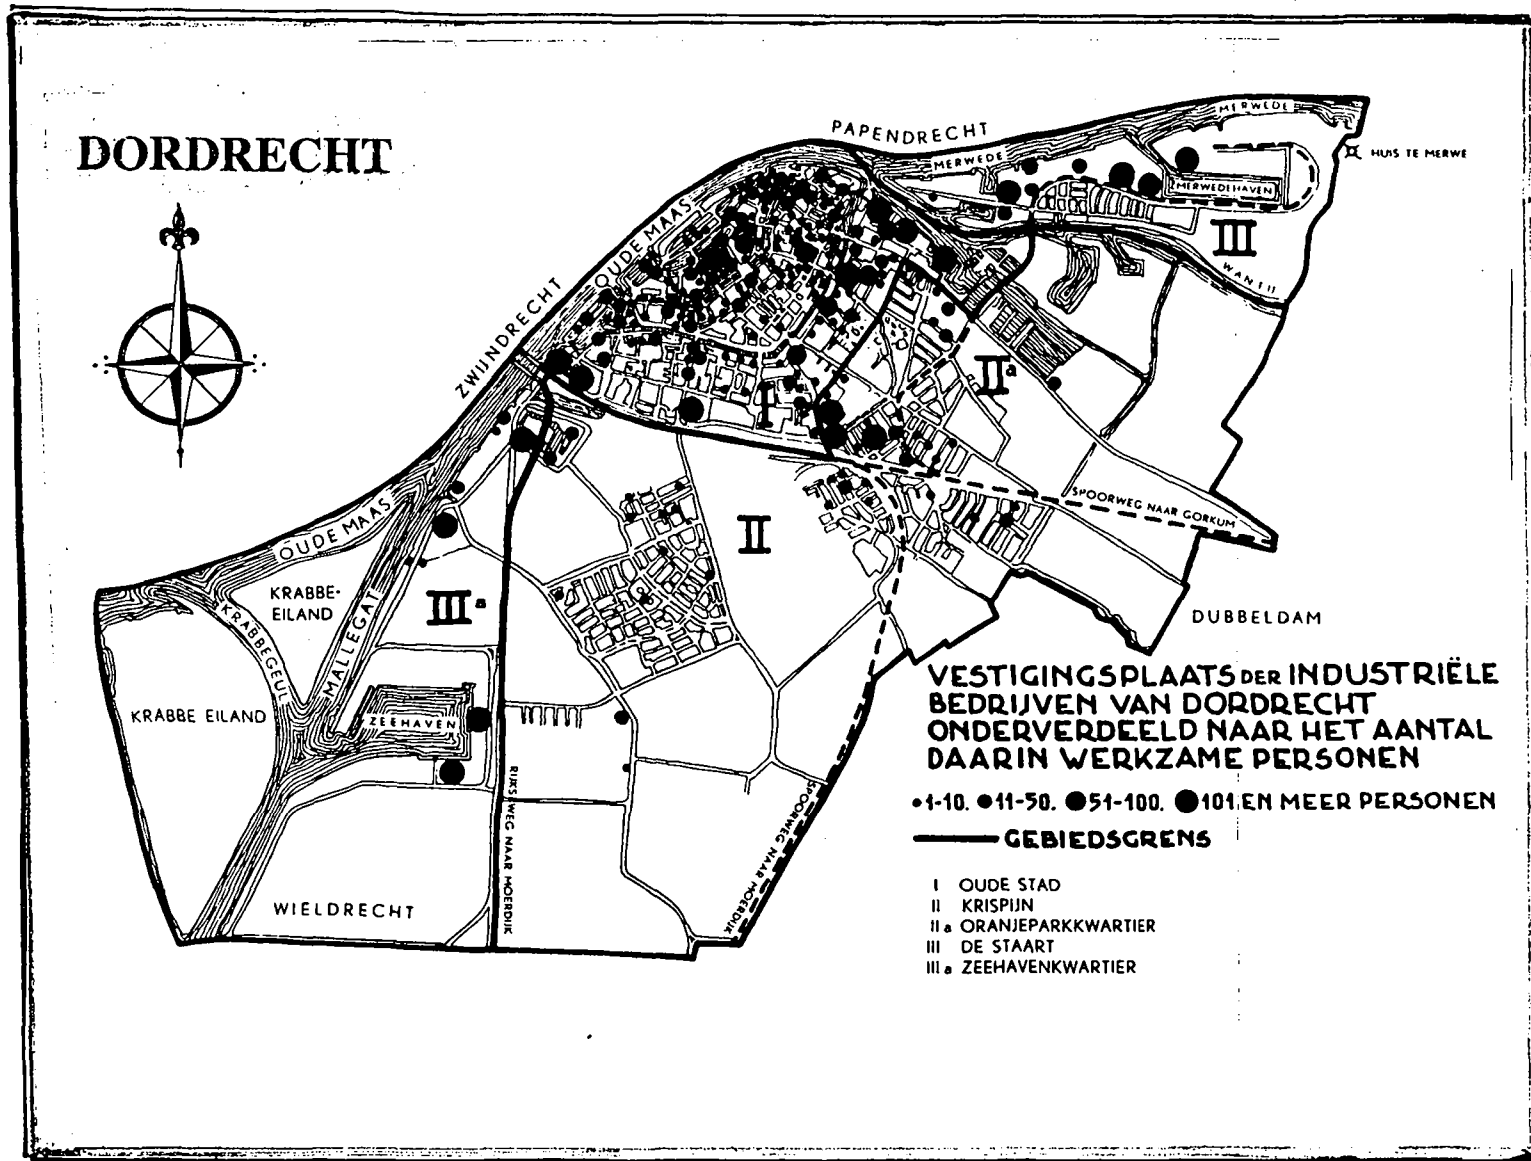 DORDRECHT
PAPENDRECHT
MERWEDE
MERWEDE
HUIS TE MERWE
MERWEDEHAVEN
III
WANTIJ
OUDE MAAS
ZWIJNDRECHT
IIa
I
SPOORWEG NAAR GORKUM
II
OUDE MAAS
KRABBE-
EILAND
KRABBEGEUL
MALLEGAT
IIIa
DUBBELDAM
KRABBE EILAND
ZEEHAVEN
VESTIGINGSPLAATS DER INDUSTRIËLE
BEDRIJVEN VAN DORDRECHT
ONDERVERDEELD NAAR HET AANTAL
DAARIN WERKZAME PERSONEN
•1-10. ●11-50. ●51-100. ●101 EN MEER PERSONEN
GEBIEDSGRENS
RIJKSWEG NAAR MOERDIJK
SPOORWEG NAAR MOERDIJK
WIELDRECHT
I OUDE STAD
II KRISPIJN
IIa ORANJEPARKKWARTIER
III DE STAART
IIIa ZEEHAVENKWARTIER